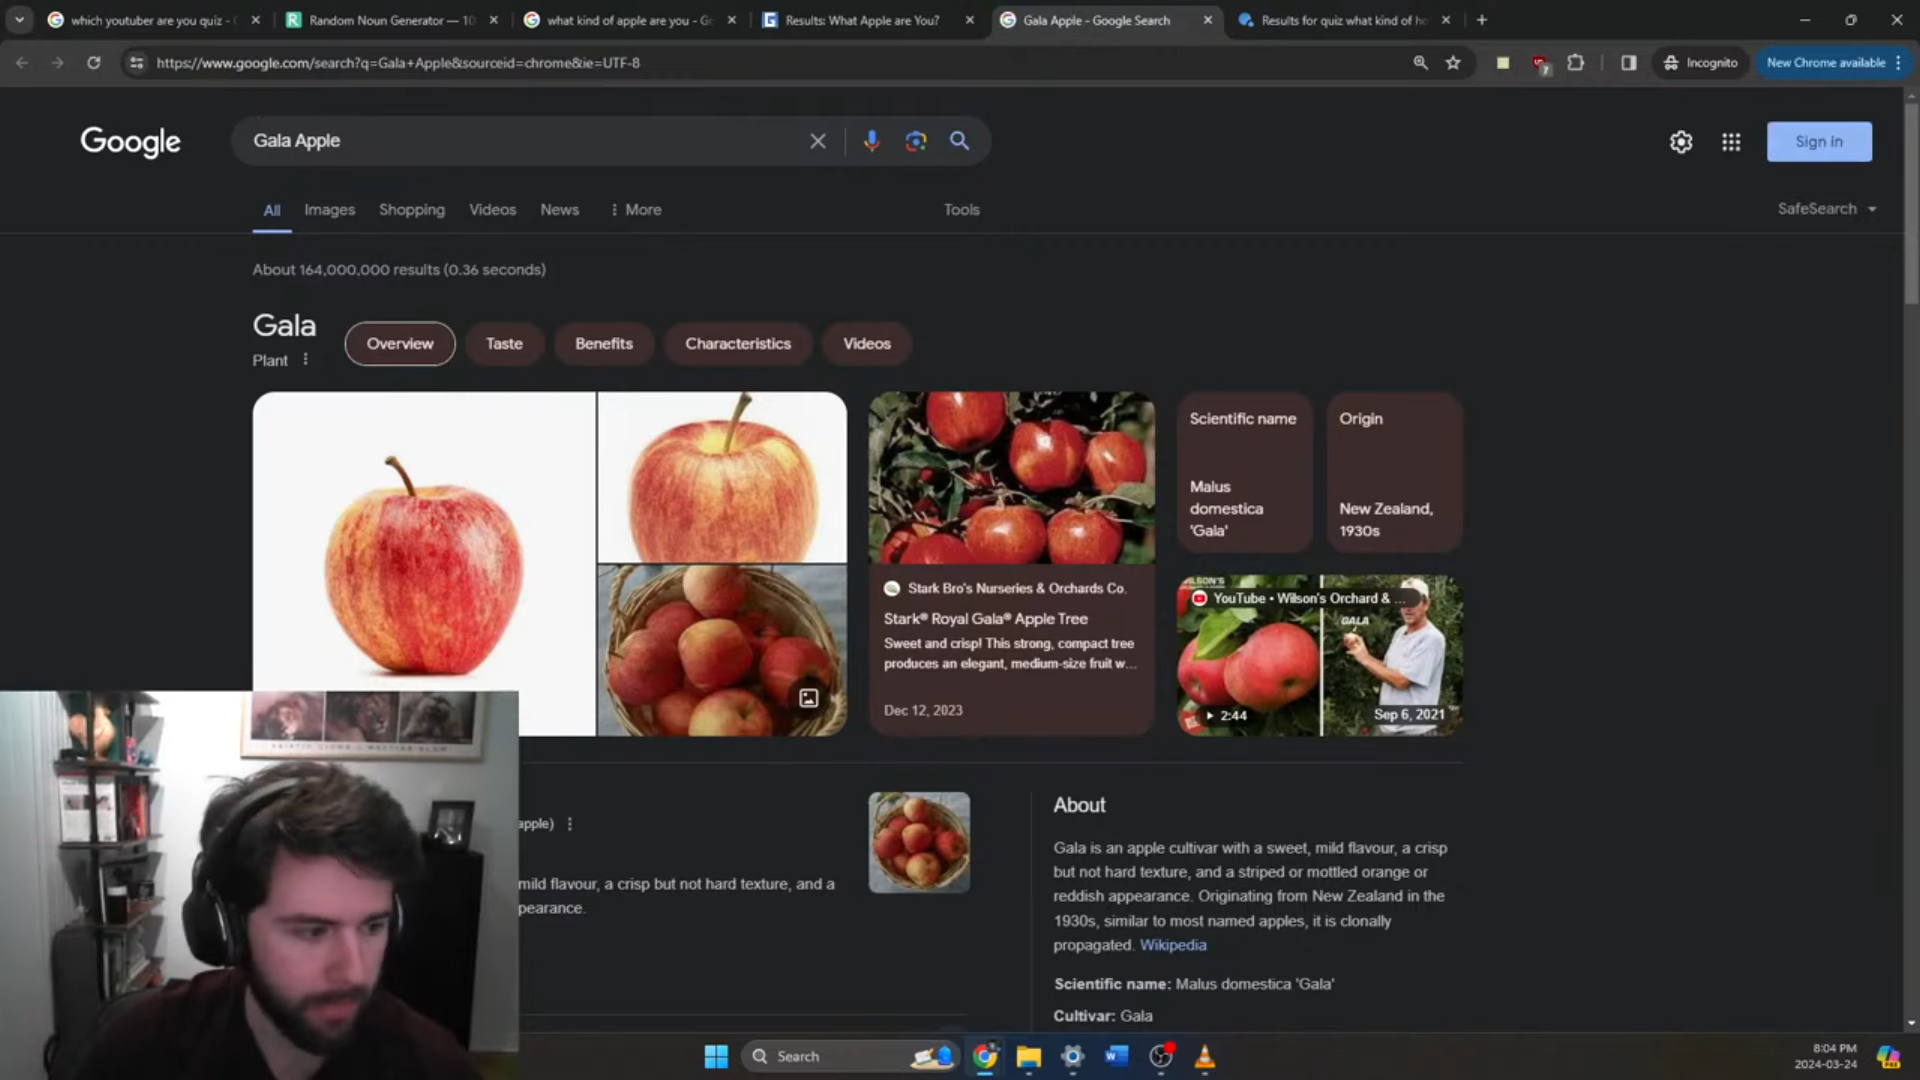 which youtuber are you quiz -
Random Noun Generator — 10
what kind of apple are you - Go
Results: What Apple are You?
Gala Apple - Google Search
Results for quiz what kind of ho
https://www.google.com/search?q=Gala+Apple&sourceid=chrome&ie=UTF-8
7
Incognito
New Chrome available
Google
Gala Apple
Sign in
All
Images
Shopping
Videos
News
More
Tools
SafeSearch
About 164,000,000 results (0.36 seconds)
Gala
Plant
Overview
Taste
Benefits
Characteristics
Videos
Stark Bro's Nurseries & Orchards Co.
Stark® Royal Gala® Apple Tree
Sweet and crisp! This strong, compact tree
produces an elegant, medium-size fruit w...
Dec 12, 2023
Scientific name
Malus
domestica
'Gala'
Origin
New Zealand,
1930s
WILSON'S
YouTube • Wilson's Orchard & ...
GALA
2:44
Sep 6, 2021
apple)
mild flavour, a crisp but not hard texture, and a
pearance.
About
Gala is an apple cultivar with a sweet, mild flavour, a crisp
but not hard texture, and a striped or mottled orange or
reddish appearance. Originating from New Zealand in the
1930s, similar to most named apples, it is clonally
propagated. Wikipedia
Scientific name: Malus domestica 'Gala'
Cultivar: Gala
Search
8:04 PM
2024-03-24